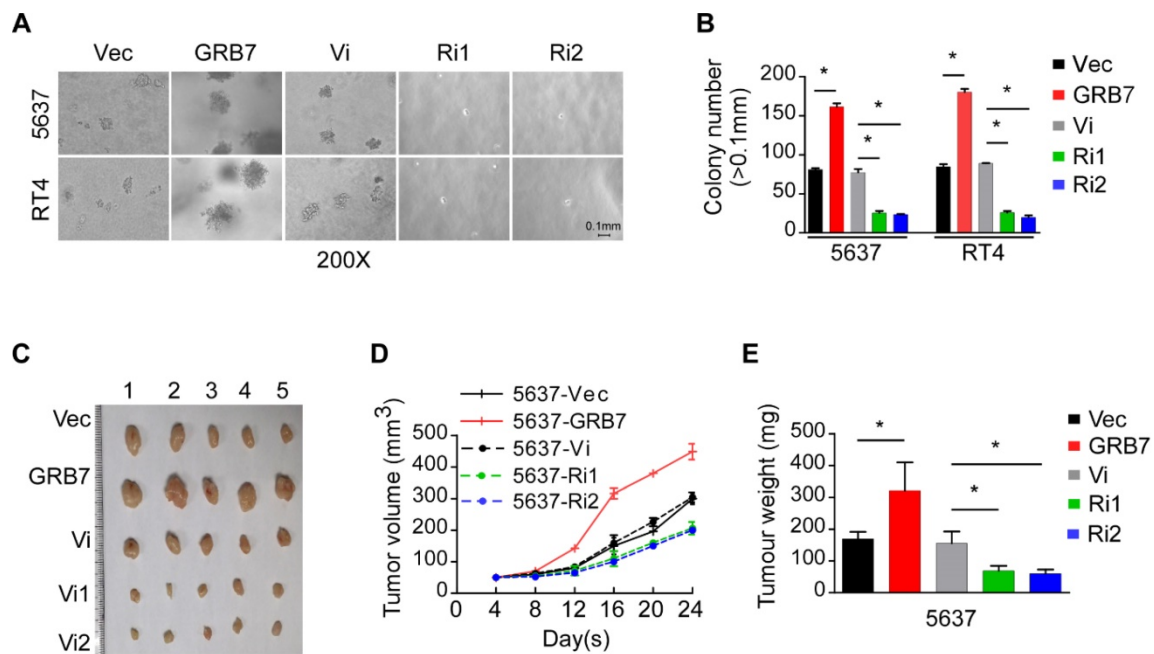 A
Vec GRB7 Vi Ri1 Ri2
5637
RT4
0.1mm
200X
B
Colony number
(>0.1mm)
200
150
100
50
0
* * *
* * *
5637 RT4
Vec
GRB7
Vi
Ri1
Ri2
C
1 2 3 4 5
Vec
GRB7
Vi
Vi1
Vi2
D
5637-Vec
5637-GRB7
5637-Vi
5637-Ri1
5637-Ri2
Tumor volume (mm3)
500
400
300
200
100
0
0 4 8 12 16 20 24
Day(s)
E
Tumour weight (mg)
500
400
300
200
100
0
* * *
5637
Vec
GRB7
Vi
Ri1
Ri2